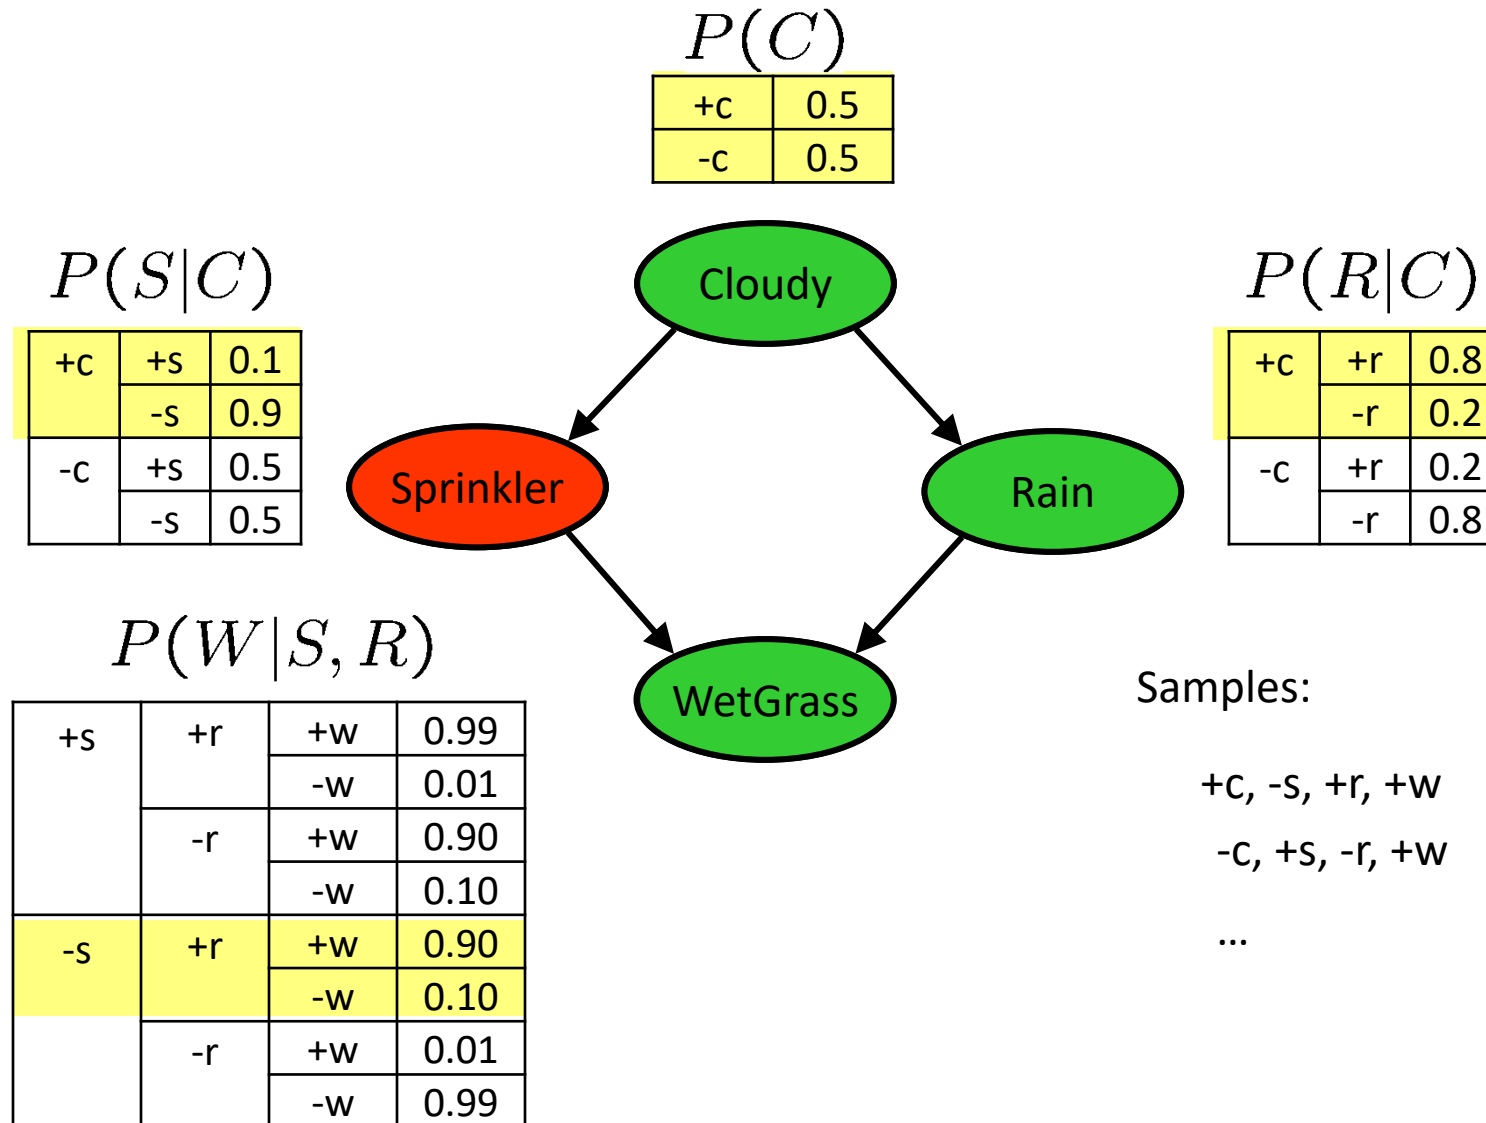 P(C)
+c 0.5
-c 0.5
P(S|C)
+c +s 0.1
-s 0.9
-c +s 0.5
-s 0.5
Cloudy
P(R|C)
+c +r 0.8
-r 0.2
-c +r 0.2
-r 0.8
Sprinkler
Rain
P(W|S, R)
+s +r +w 0.99
-w 0.01
-r +w 0.90
-w 0.10
-s +r +w 0.90
-w 0.10
-r +w 0.01
-w 0.99
WetGrass
Samples:
+c, -s, +r, +w
-c, +s, -r, +w
...